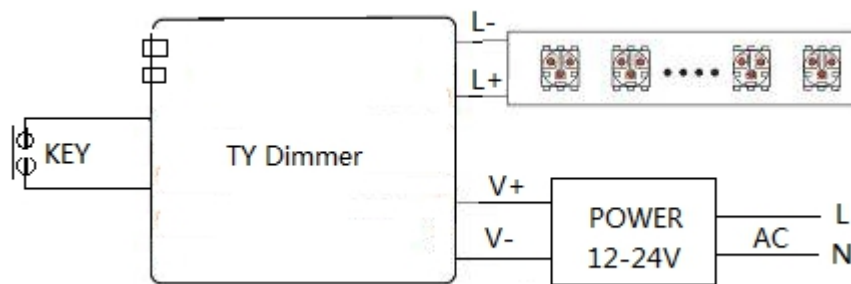 L-
L+
KEY
TY Dimmer
V+
V-
POWER
12-24V
L
AC
N